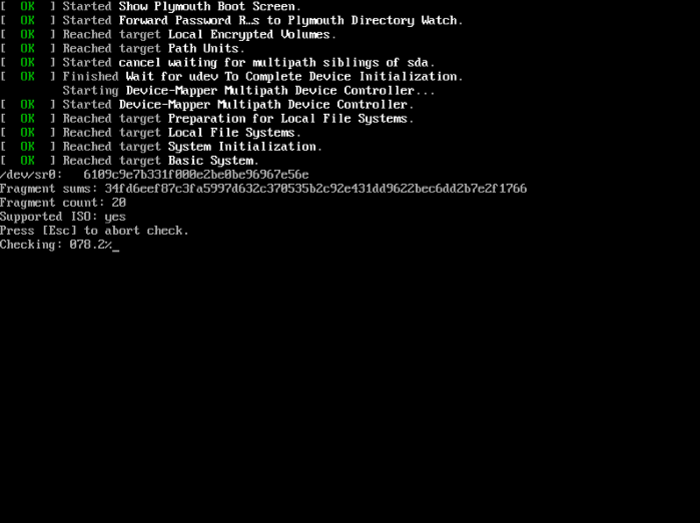 [  OK  ] Started Show Plymouth Boot Screen.
[  OK  ] Started Forward Password R…s to Plymouth Directory Watch.
[  OK  ] Reached target Local Encrypted Volumes.
[  OK  ] Reached target Path Units.
[  OK  ] Started cancel waiting for multipath siblings of sda.
[  OK  ] Finished Wait for udev To Complete Device Initialization.
         Starting Device-Mapper Multipath Device Controller...
[  OK  ] Started Device-Mapper Multipath Device Controller.
[  OK  ] Reached target Preparation for Local File Systems.
[  OK  ] Reached target Local File Systems.
[  OK  ] Reached target System Initialization.
[  OK  ] Reached target Basic System.
/dev/sr0:   6109c9e7b331f000e2be0be96967e56e
Fragment sums: 34fd6eef87c3fa5997d632c370535b2c92e431dd9622bec6dd2b7e2f1766
Fragment count: 20
Supported ISO: yes
Press [Esc] to abort check.
Checking: 078.2%_